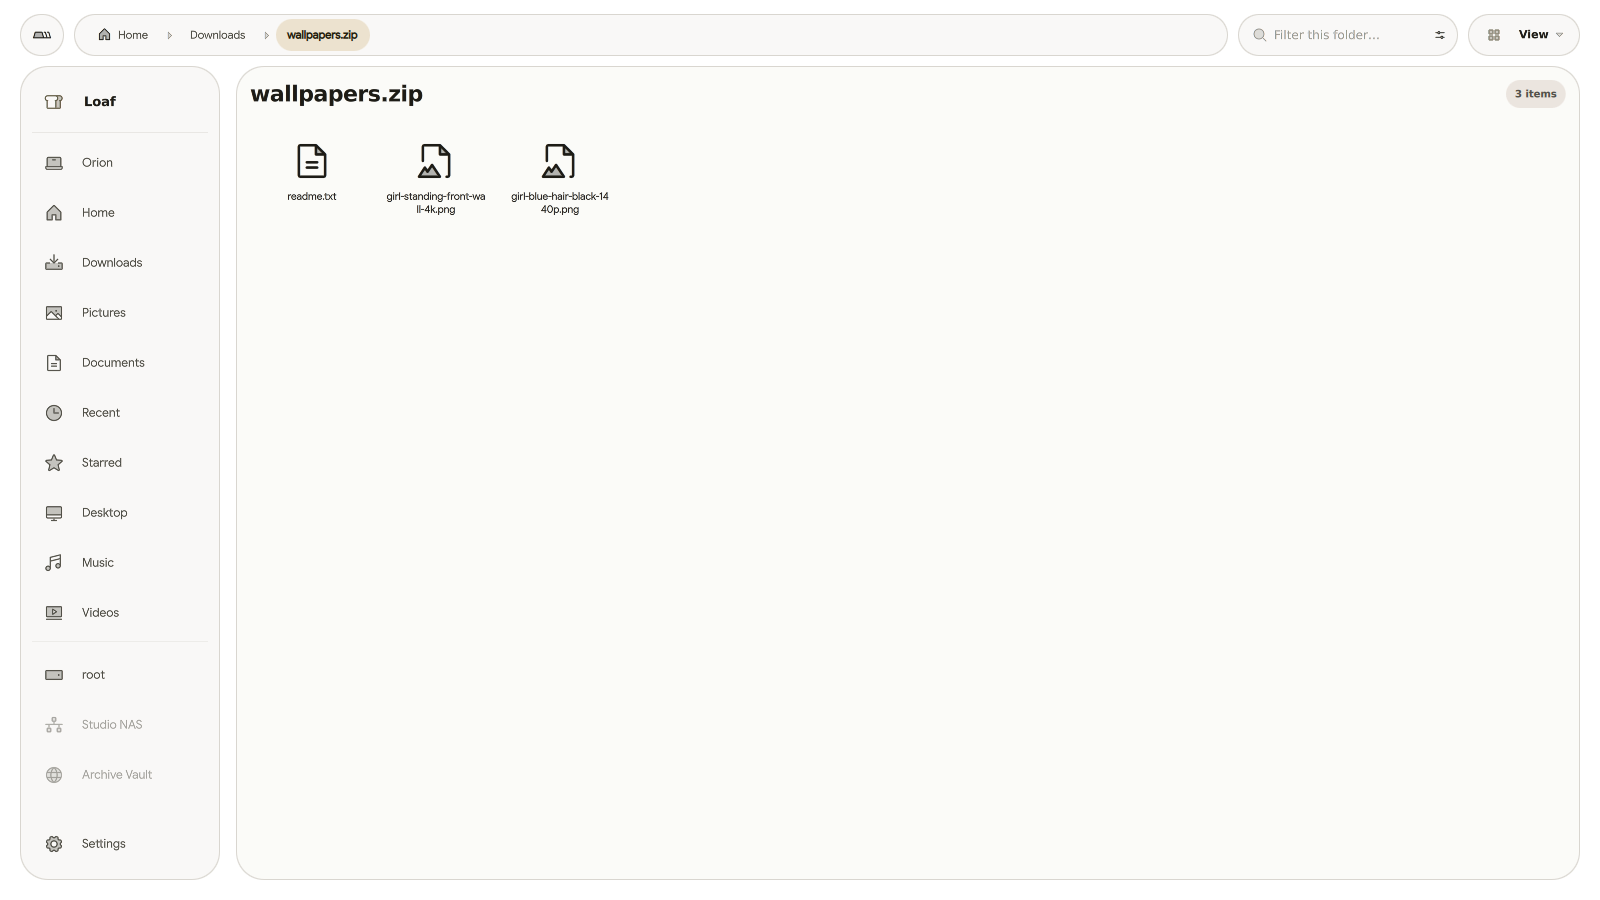 Home
Downloads
wallpapers.zip
Filter this folder...
View
Loaf
Orion
Home
Downloads
Pictures
Documents
Recent
Starred
Desktop
Music
Videos
root
Studio NAS
Archive Vault
Settings
wallpapers.zip
3 items
readme.txt
girl-standing-front-wa
ll-4k.png
girl-blue-hair-black-14
40p.png